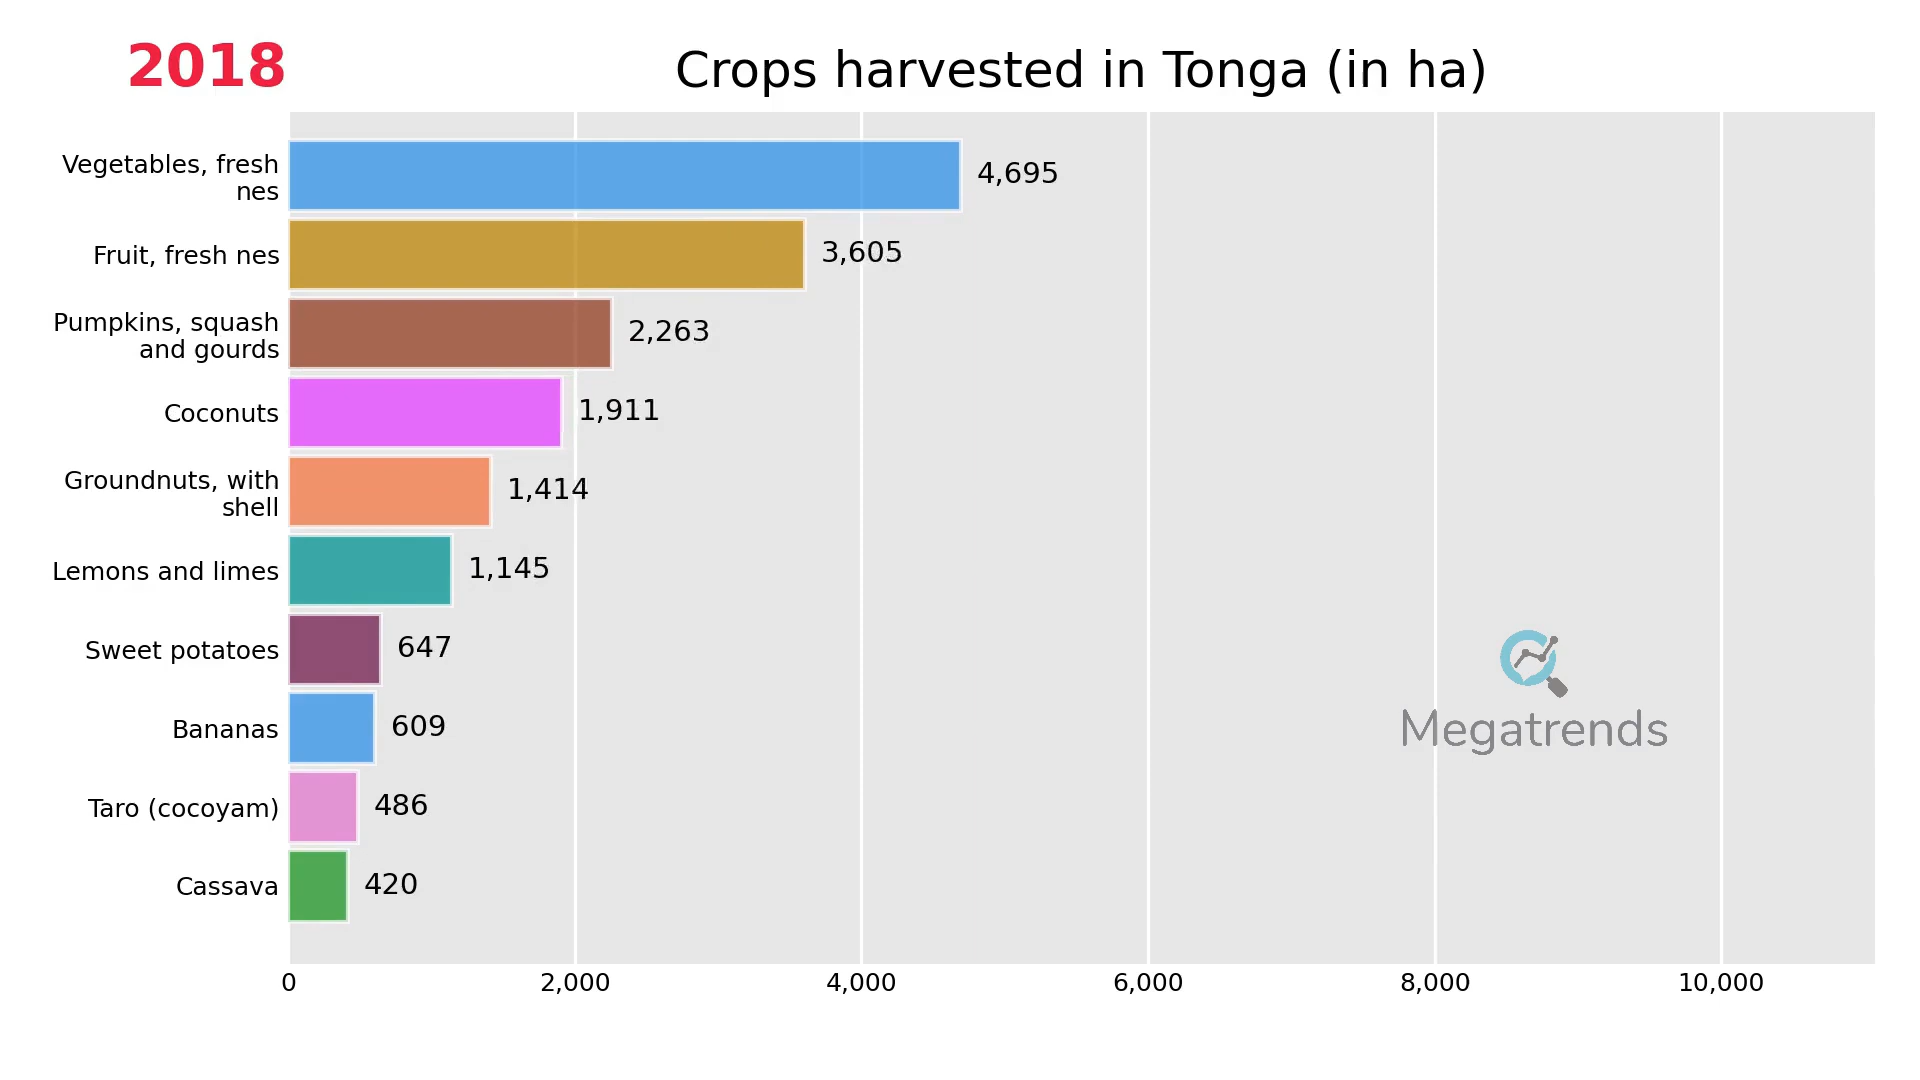 2018
Crops harvested in Tonga (in ha)
Vegetables, fresh
nes
4,695
Fruit, fresh nes
3,605
Pumpkins, squash
and gourds
2,263
Coconuts
1,911
Groundnuts, with
shell
1,414
Lemons and limes
1,145
Sweet potatoes
647
Bananas
609
Taro (cocoyam)
486
Cassava
420
Megatrends
0
2,000
4,000
6,000
8,000
10,000